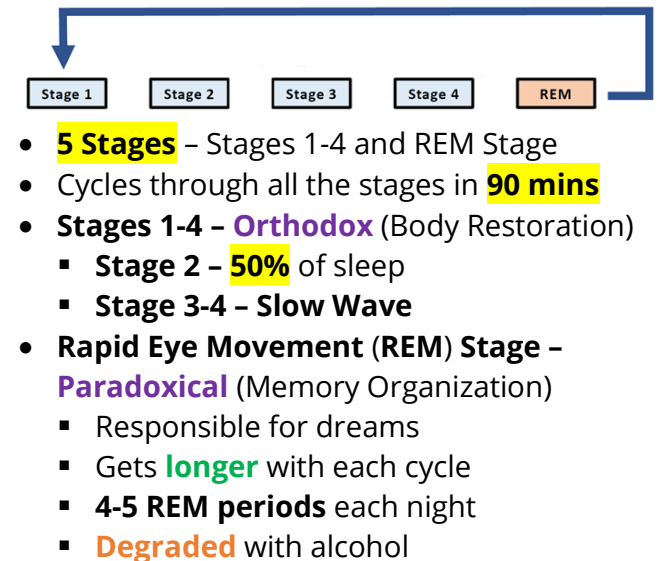 Stage 1 Stage 2 Stage 3 Stage 4 REM
• 5 Stages – Stages 1-4 and REM Stage
• Cycles through all the stages in 90 mins
• Stages 1-4 – Orthodox (Body Restoration)
▪ Stage 2 – 50% of sleep
▪ Stage 3-4 – Slow Wave
• Rapid Eye Movement (REM) Stage –
Paradoxical (Memory Organization)
▪ Responsible for dreams
▪ Gets longer with each cycle
▪ 4-5 REM periods each night
▪ Degraded with alcohol